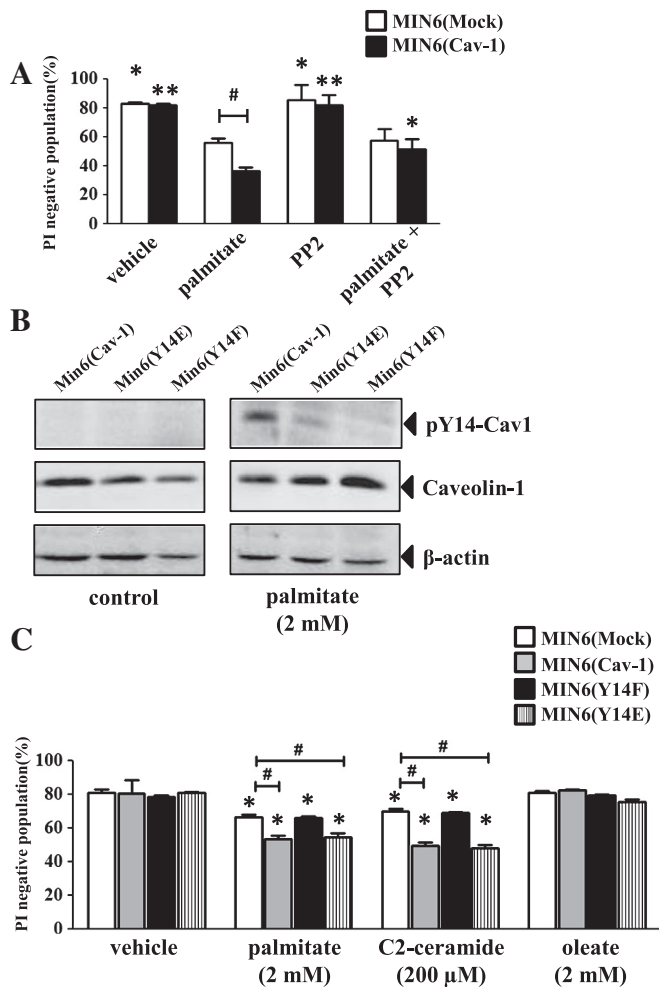 MIN6(Mock)
MIN6(Cav-1)
A
PI negative population(%)
100
80
60
40
20
0
*
**
#
*
**
*
vehicle
palmitate
PP2
palmitate +
PP2
B
Min6(Cav-1)
Min6(Y14E)
Min6(Y14F)
Min6(Cav-1)
Min6(Y14E)
Min6(Y14F)
pY14-Cav1
Caveolin-1
β-actin
control
palmitate
(2 mM)
C
MIN6(Mock)
MIN6(Cav-1)
MIN6(Y14F)
MIN6(Y14E)
PI negative population(%)
100
80
60
40
20
0
#
#
* * * *
#
#
* * * *
vehicle
palmitate
(2 mM)
C2-ceramide
(200 μM)
oleate
(2 mM)